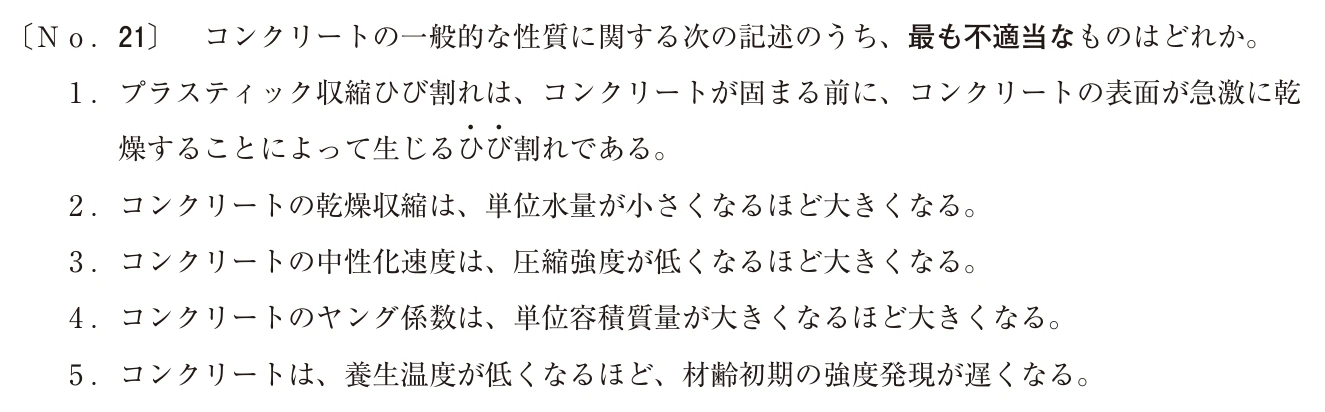 〔Ｎｏ．21〕　コンクリートの一般的な性質に関する次の記述のうち、最も不適当なものはどれか。
１．プラスティック収縮ひび割れは、コンクリートが固まる前に、コンクリートの表面が急激に乾
燥することによって生じるひび割れである。
２．コンクリートの乾燥収縮は、単位水量が小さくなるほど大きくなる。
３．コンクリートの中性化速度は、圧縮強度が低くなるほど大きくなる。
４．コンクリートのヤング係数は、単位容積質量が大きくなるほど大きくなる。
５．コンクリートは、養生温度が低くなるほど、材齢初期の強度発現が遅くなる。